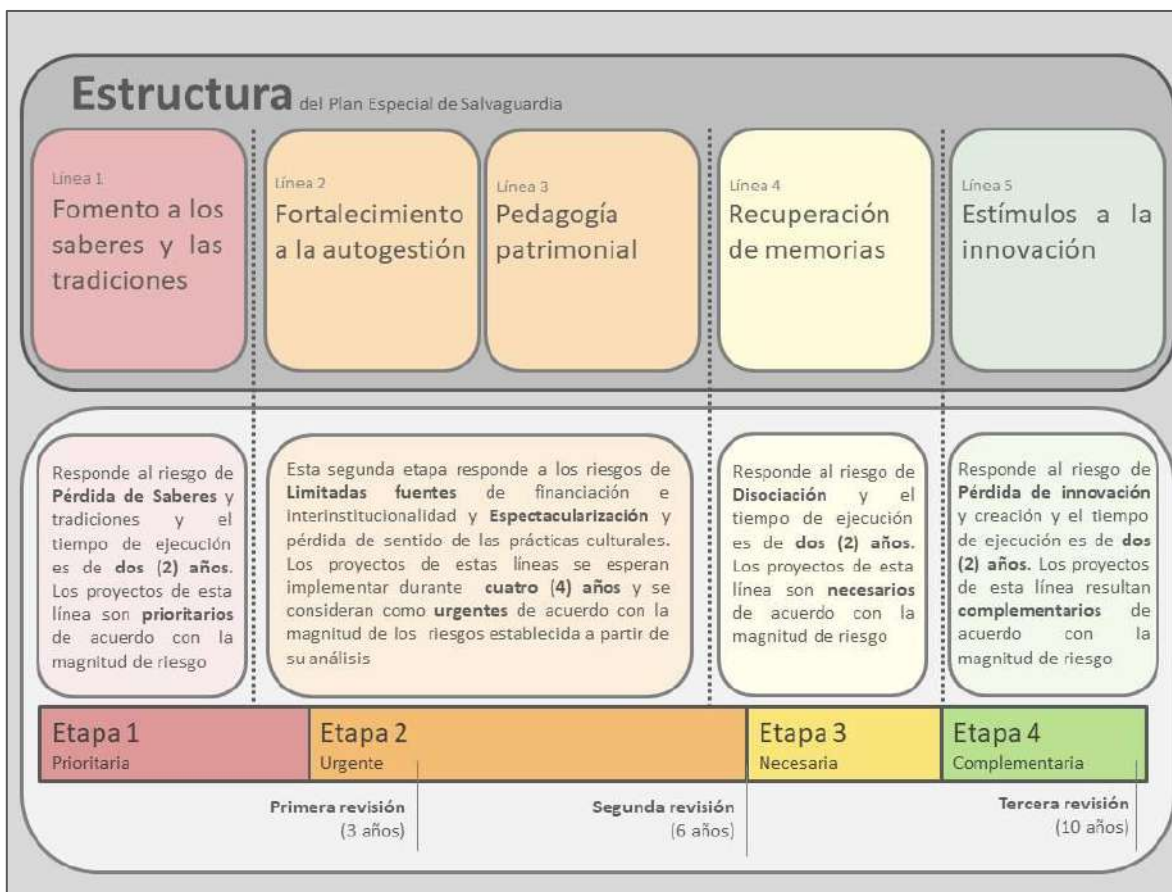 Estructura del Plan Especial de Salvaguardia
Línea 1
Fomento a los
saberes y las
tradiciones
Línea 2
Fortalecimiento
a la autogestión
Línea 3
Pedagogía
patrimonial
Línea 4
Recuperación
de memorias
Línea 5
Estímulos a la
innovación
Responde al riesgo de
Pérdida de Saberes y
tradiciones y el
tiempo de ejecución
es de dos (2) años.
Los proyectos de esta
línea son prioritarios
de acuerdo con la
magnitud de riesgo
Esta segunda etapa responde a los riesgos de
Limitadas fuentes de financiación e
interinstitucionalidad y Espectacularización y
pérdida de sentido de las prácticas culturales.
Los proyectos de estas líneas se esperan
implementar durante cuatro (4) años y se
consideran como urgentes de acuerdo con la
magnitud de los riesgos establecida a partir de
su análisis
Responde al riesgo de
Disociación y el
tiempo de ejecución
es de dos (2) años.
Los proyectos de esta
línea son necesarios
de acuerdo con la
magnitud de riesgo
Responde al riesgo de
Pérdida de innovación
y creación y el tiempo
de ejecución es de dos
(2) años. Los proyectos
de esta línea resultan
complementarios de
acuerdo con la
magnitud de riesgo
Etapa 1
Prioritaria
Etapa 2
Urgente
Etapa 3
Necesaria
Etapa 4
Complementaria
Primera revisión
(3 años)
Segunda revisión
(6 años)
Tercera revisión
(10 años)